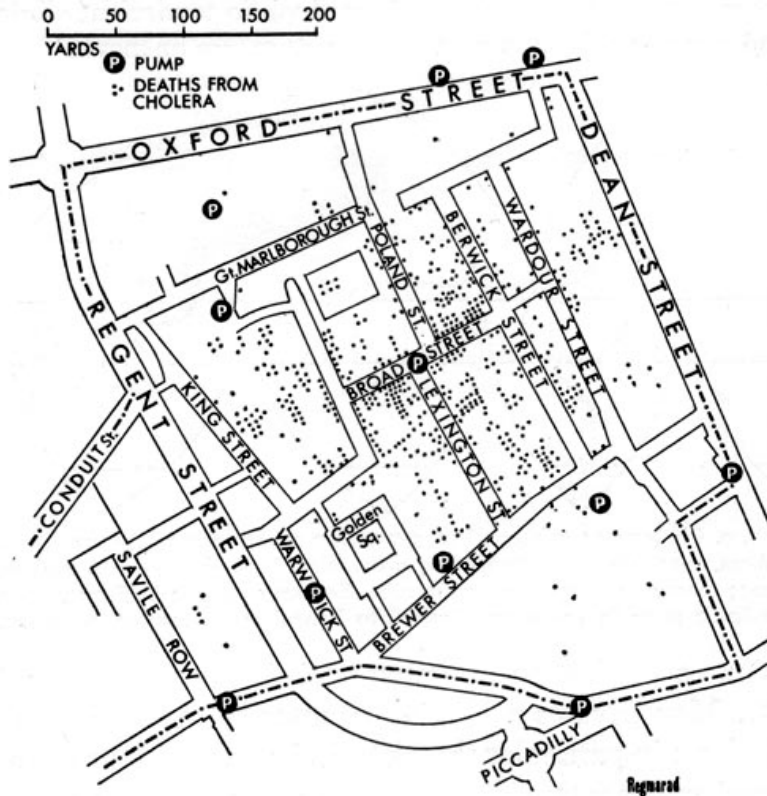 0 50 100 150 200
YARDS
P PUMP
DEATHS FROM
CHOLERA
P
P
OXFORD STREET
DEAN STREET
P
Gt. MARLBOROUGH St.
POLAND St.
BERWICK STREET
WARDOUR STREET
P
REGENT STREET
BROAD STREET
P
KING STREET
LEXINGTON St.
CONDUIT St.
P
P
Golden
Sq.
WARWICK St
BREWER STREET
P
P
SAVILE ROW
P
P
PICCADILLY
Regmarad